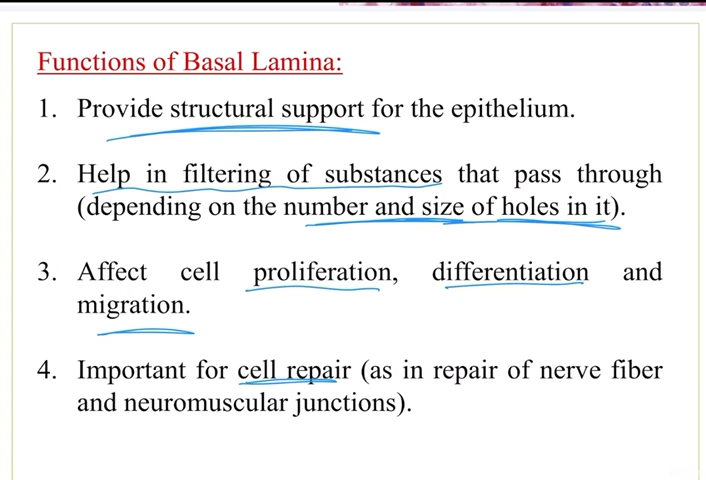 Functions of Basal Lamina:
1. Provide structural support for the epithelium.
2. Help in filtering of substances that pass through
(depending on the number and size of holes in it).
3. Affect cell proliferation, differentiation and
migration.
4. Important for cell repair (as in repair of nerve fiber
and neuromuscular junctions).